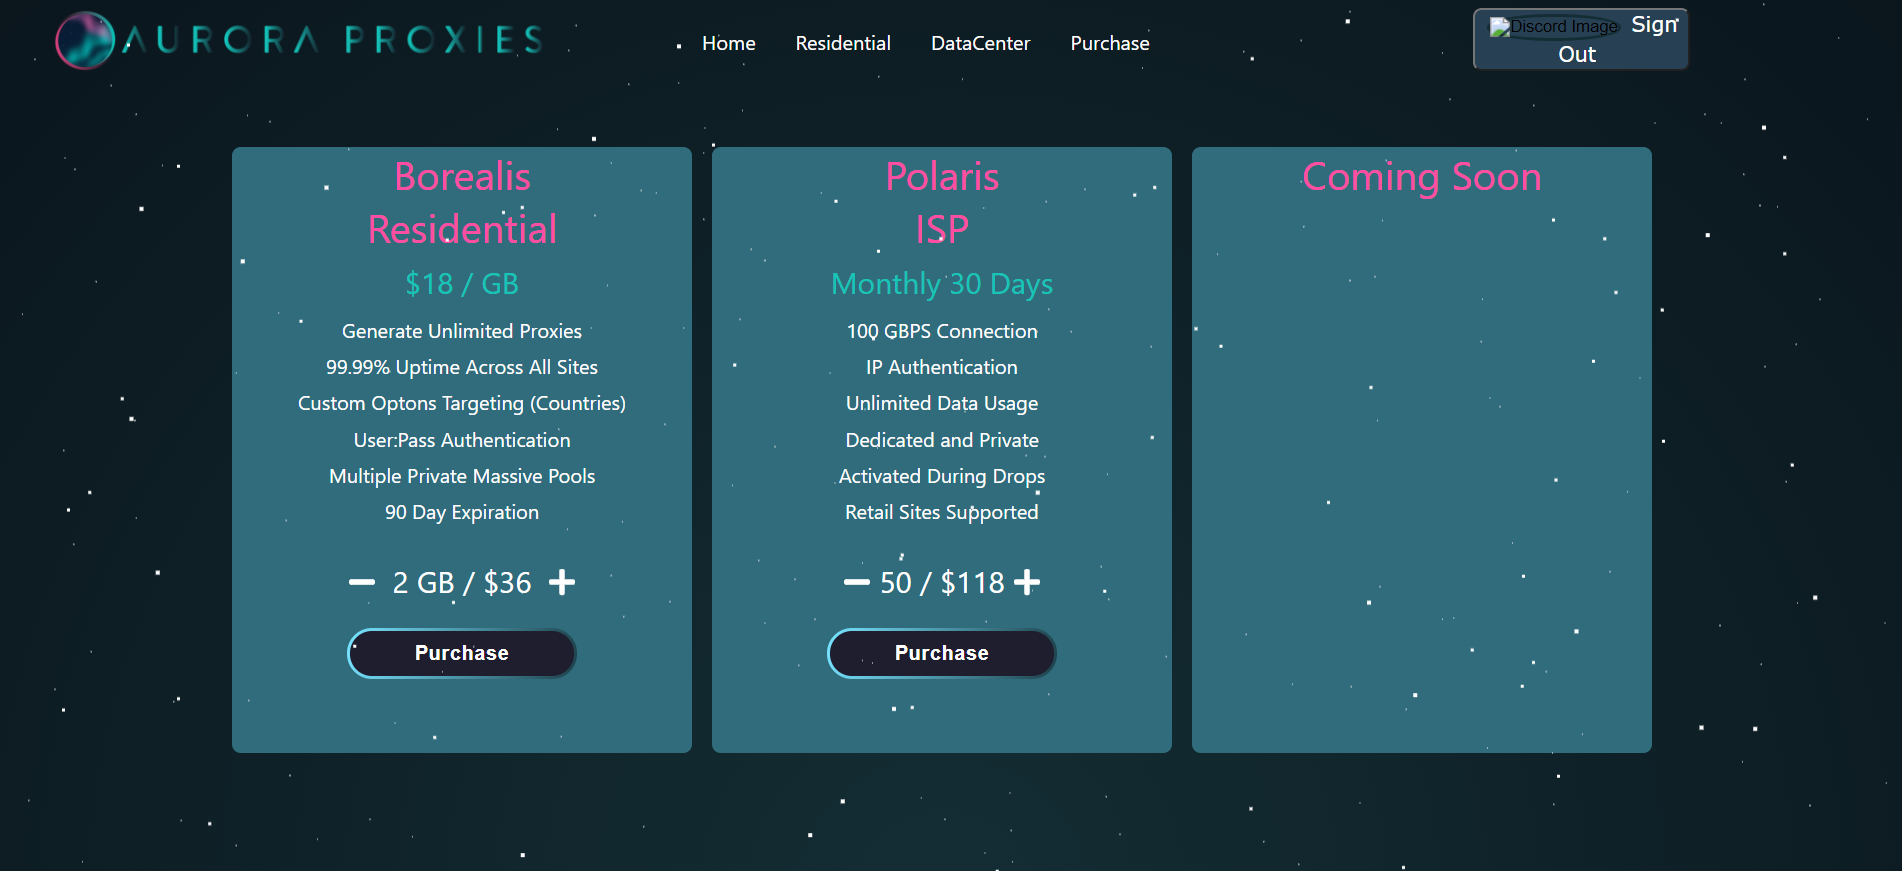 AURORA PROXIES
Home
Residential
DataCenter
Purchase
Discord Image Sign
Out
Borealis
Residential
$18 / GB
Generate Unlimited Proxies
99.99% Uptime Across All Sites
Custom Optons Targeting (Countries)
User:Pass Authentication
Multiple Private Massive Pools
90 Day Expiration
2 GB / $36
Purchase
Polaris
ISP
Monthly 30 Days
100 GBPS Connection
IP Authentication
Unlimited Data Usage
Dedicated and Private
Activated During Drops
Retail Sites Supported
50 / $118
Purchase
Coming Soon